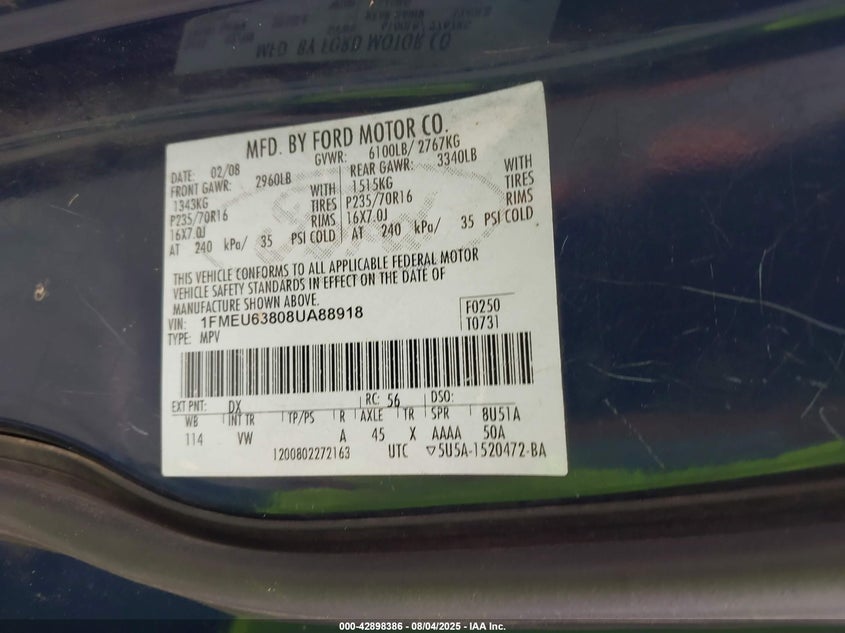 MFD. BY FORD MOTOR CO.
DATE: 02/08 GVWR: 6100LB/ 2767KG
FRONT GAWR: 2960LB REAR GAWR: 3340LB
1343KG WITH 1515KG WITH
P235/70R16 TIRES P235/70R16 TIRES
16X7.0J RIMS 16X7.0J RIMS
AT 240 kPa/ 35 PSI COLD AT 240 kPa/ 35 PSI COLD
THIS VEHICLE CONFORMS TO ALL APPLICABLE FEDERAL MOTOR
VEHICLE SAFETY STANDARDS IN EFFECT ON THE DATE OF
MANUFACTURE SHOWN ABOVE.
VIN: 1FMEU63808UA88918 F0250
TYPE: MPV T0731
EXT PNT: DX RC: 56 DSO:
WB INT TR TP/PS R AXLE TR SPR 8U51A
114 VW A 45 X AAAA 50A
1200802272163 UTC ▽5U5A-1520472-BA
000-42898386 - 08/04/2025 - IAA Inc.